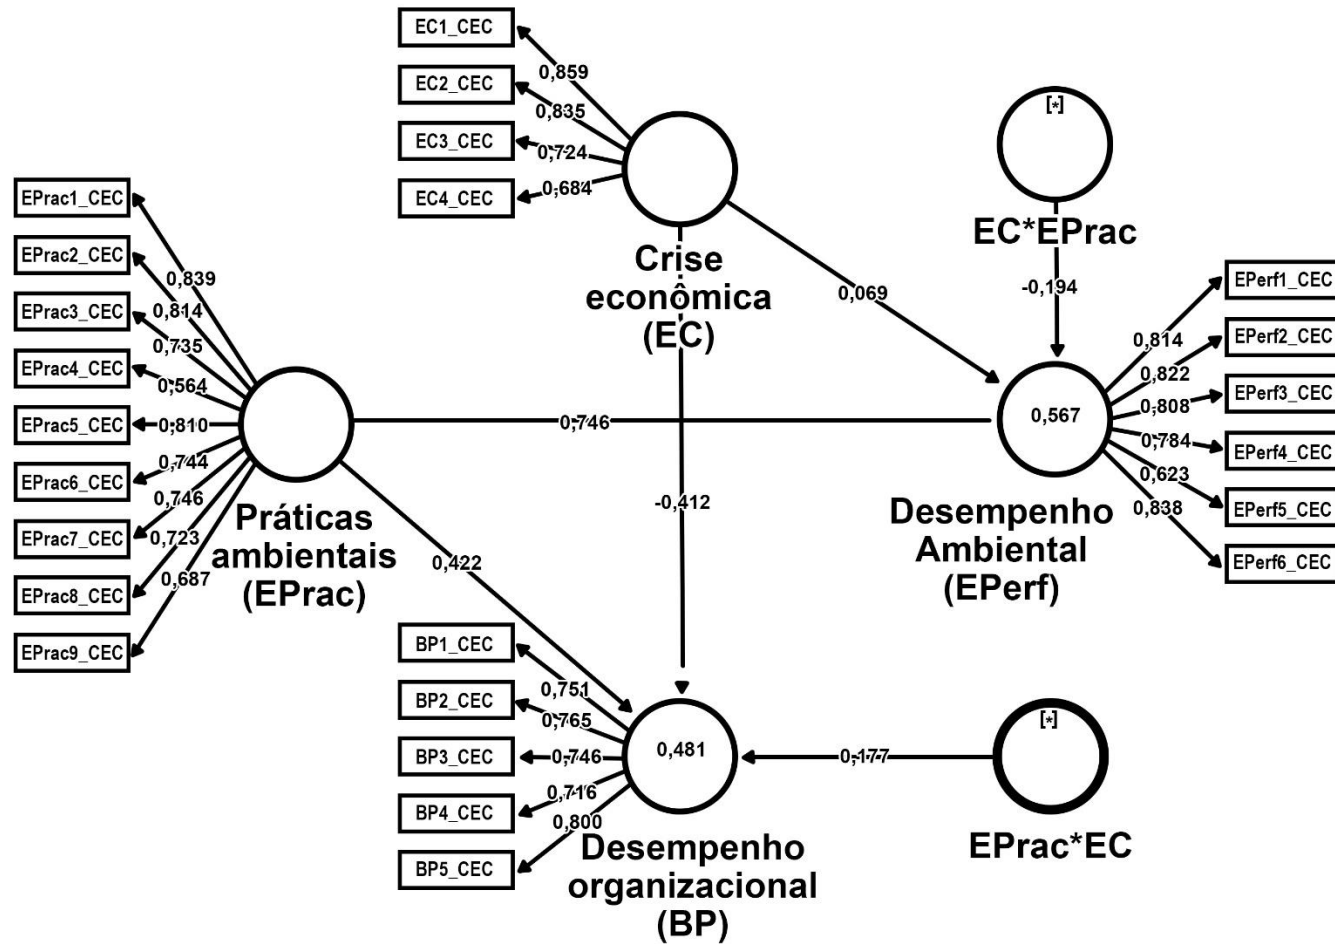 EC1_CEC
EC2_CEC
EC3_CEC
EC4_CEC
0,859
0,835
0,724
0,684
Crise
econômica
(EC)
[*]
EC*EPrac
-0,194
0,069
EPrac1_CEC
EPrac2_CEC
EPrac3_CEC
EPrac4_CEC
EPrac5_CEC
EPrac6_CEC
EPrac7_CEC
EPrac8_CEC
EPrac9_CEC
0,839
0,814
0,735
0,564
0,810
0,744
0,746
0,723
0,687
Práticas
ambientais
(EPrac)
0,746
-0,412
0,422
0,567
Desempenho
Ambiental
(EPerf)
0,814
0,822
0,808
0,784
0,623
0,838
EPerf1_CEC
EPerf2_CEC
EPerf3_CEC
EPerf4_CEC
EPerf5_CEC
EPerf6_CEC
BP1_CEC
BP2_CEC
BP3_CEC
BP4_CEC
BP5_CEC
0,751
0,765
0,746
0,716
0,800
0,481
Desempenho
organizacional
(BP)
0,177
[*]
EPrac*EC